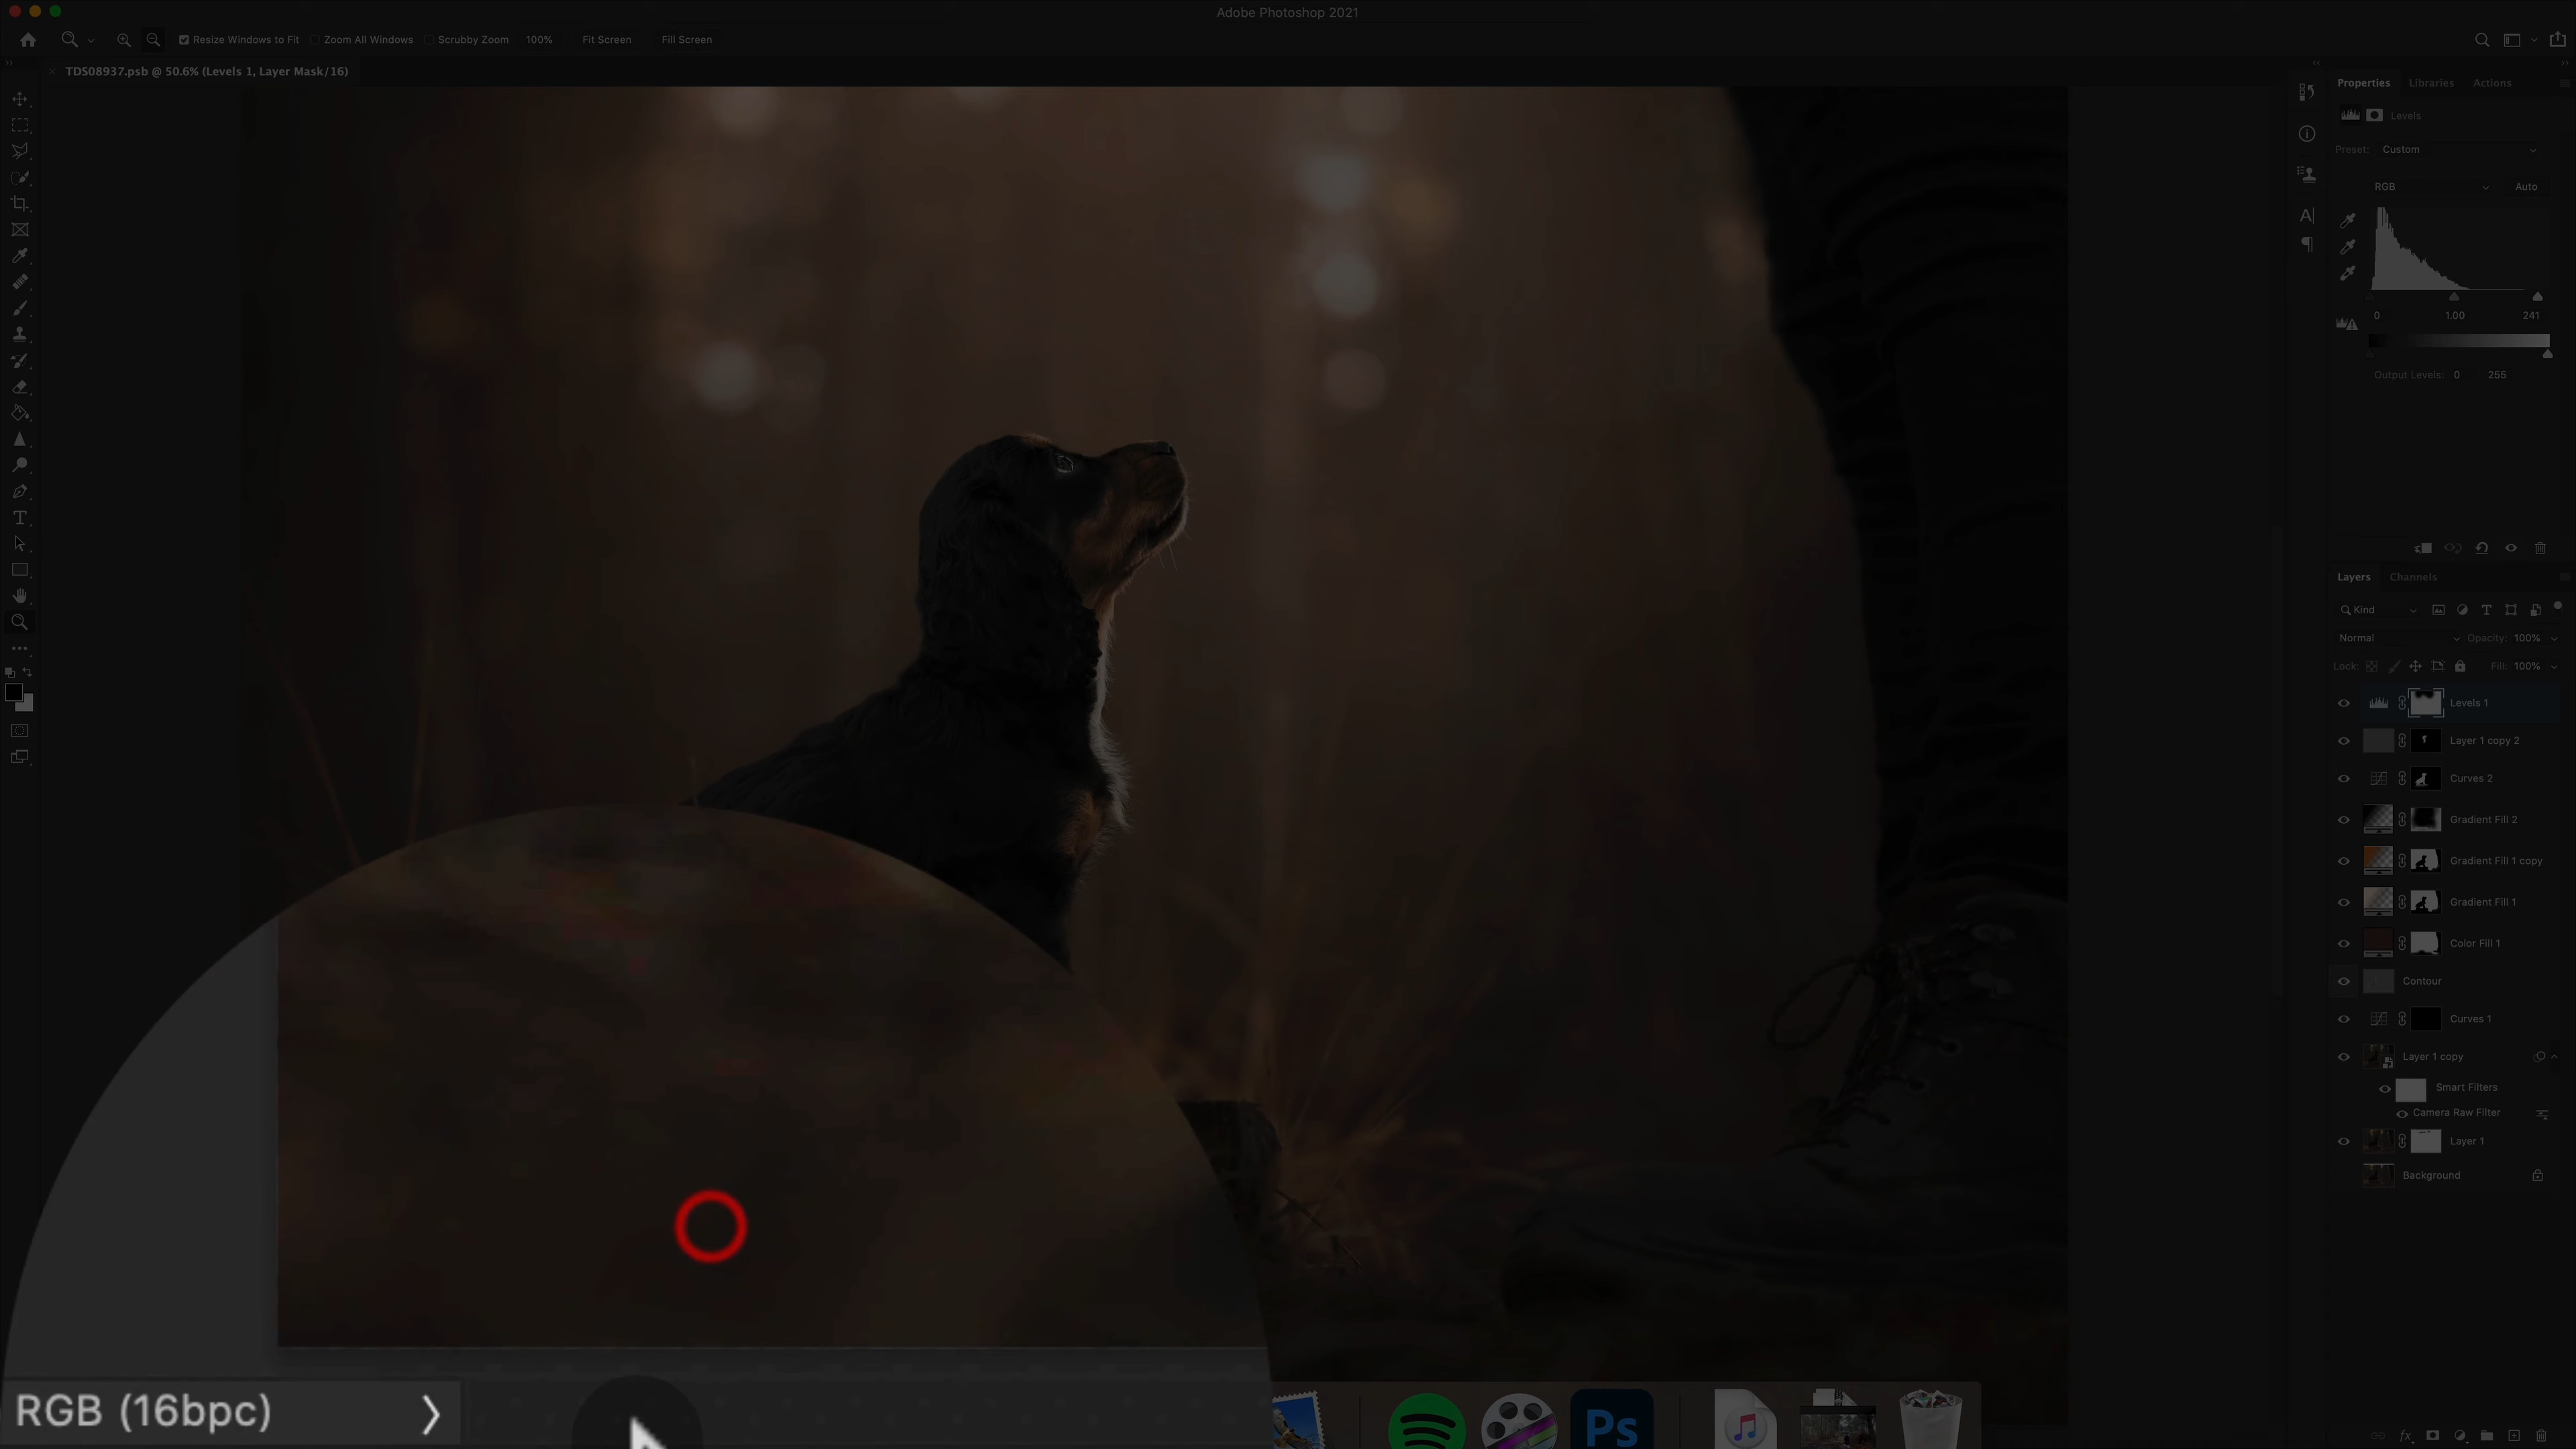 Adobe Photoshop 2021
Resize Windows to Fit Zoom All Windows Scrubby Zoom 100% Fit Screen Fill Screen
× TDS08937.psb @ 50.6% (Levels 1, Layer Mask/16)
Properties Libraries Actions
Levels
Preset: Custom
RGB Auto
0 1.00 241
Output Levels: 0 255
Layers Channels
Kind
Normal Opacity: 100%
Lock: Fill: 100%
Levels 1
Layer 1 copy 2
Curves 2
Gradient Fill 2
Gradient Fill 1 copy
Gradient Fill 1
Color Fill 1
Contour
Curves 1
Layer 1 copy
Smart Filters
Camera Raw Filter
Layer 1
Background
RGB (16bpc)
Ps
fx